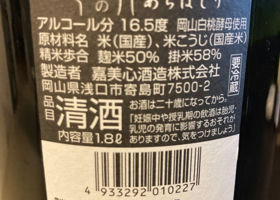 アルコール分 16.5度 岡山白桃酵母使用
原材料名 米(国産)、米こうじ(国産米)
精米歩合 麹米50% 掛米58%
製造者 嘉美心酒造株式会社
岡山県浅口市寄島町7500-2
要冷蔵
品目 清酒
内容量 1.8ℓ
お酒は二十歳になってから。
「妊娠中や授乳期の飲酒は胎児・
乳児の発育に影響するおそれが
ありますので、気をつけましょう」
4933292010227